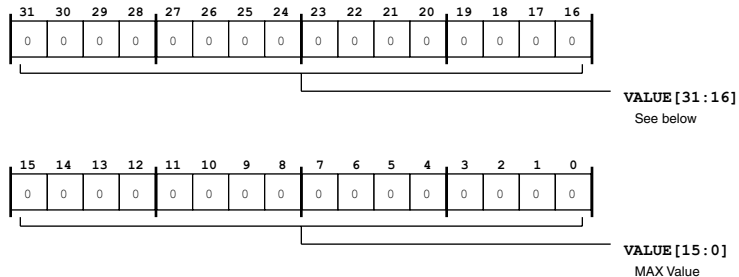 31 30 29 28 27 26 25 24 23 22 21 20 19 18 17 16
0 0 0 0 0 0 0 0 0 0 0 0 0 0 0 0
VALUE[31:16]
See below
15 14 13 12 11 10 9 8 7 6 5 4 3 2 1 0
0 0 0 0 0 0 0 0 0 0 0 0 0 0 0 0
VALUE[15:0]
MAX Value